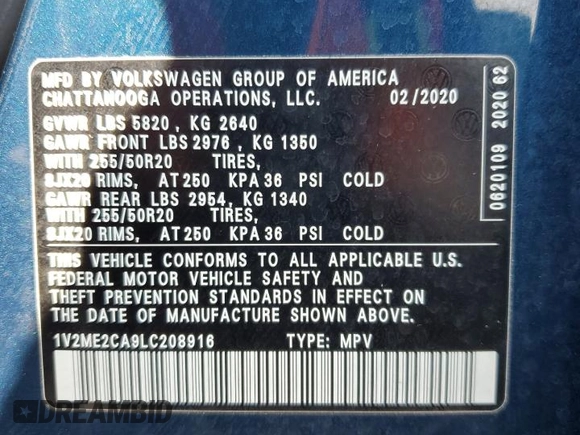 MFD BY VOLKSWAGEN GROUP OF AMERICA
CHATTANOOGA OPERATIONS, LLC. 02/2020
GVWR LBS 5820 , KG 2640
GAWR FRONT LBS 2976 , KG 1350
WITH 255/50R20 TIRES,
8JX20 RIMS, AT 250 KPA 36 PSI COLD
GAWR REAR LBS 2954, KG 1340
WITH 255/50R20 TIRES,
8JX20 RIMS, AT 250 KPA 36 PSI COLD
THIS VEHICLE CONFORMS TO ALL APPLICABLE U.S.
FEDERAL MOTOR VEHICLE SAFETY AND
THEFT PREVENTION STANDARDS IN EFFECT ON
THE DATE OF MANUFACTURE SHOWN ABOVE.
1V2ME2CA9LC208916 TYPE: MPV
0620109 2020 62
DREAMBID